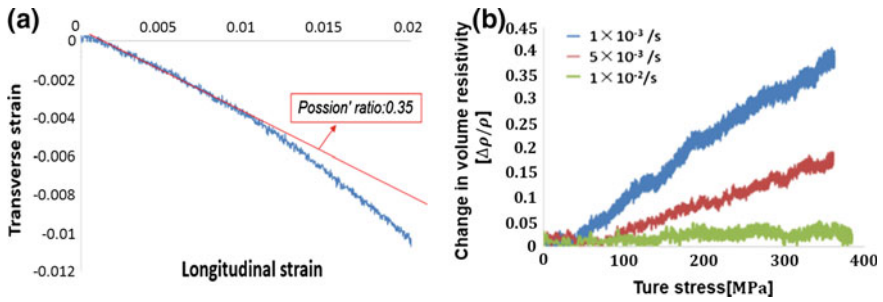 (a)
0
0.005
0.01
0.015
0.02
0
-0.002
-0.004
-0.006
-0.008
-0.01
-0.012
Transverse strain
Possion' ratio:0.35
Longitudinal strain
(b)
1×10⁻³ /s
5×10⁻³ /s
1×10⁻²/s
Change in volume resistivity
[Δρ/ρ]
0.4
0.35
0.3
0.25
0.2
0.15
0.1
0.05
0
0
100
200
300
400
Ture stress[MPa]